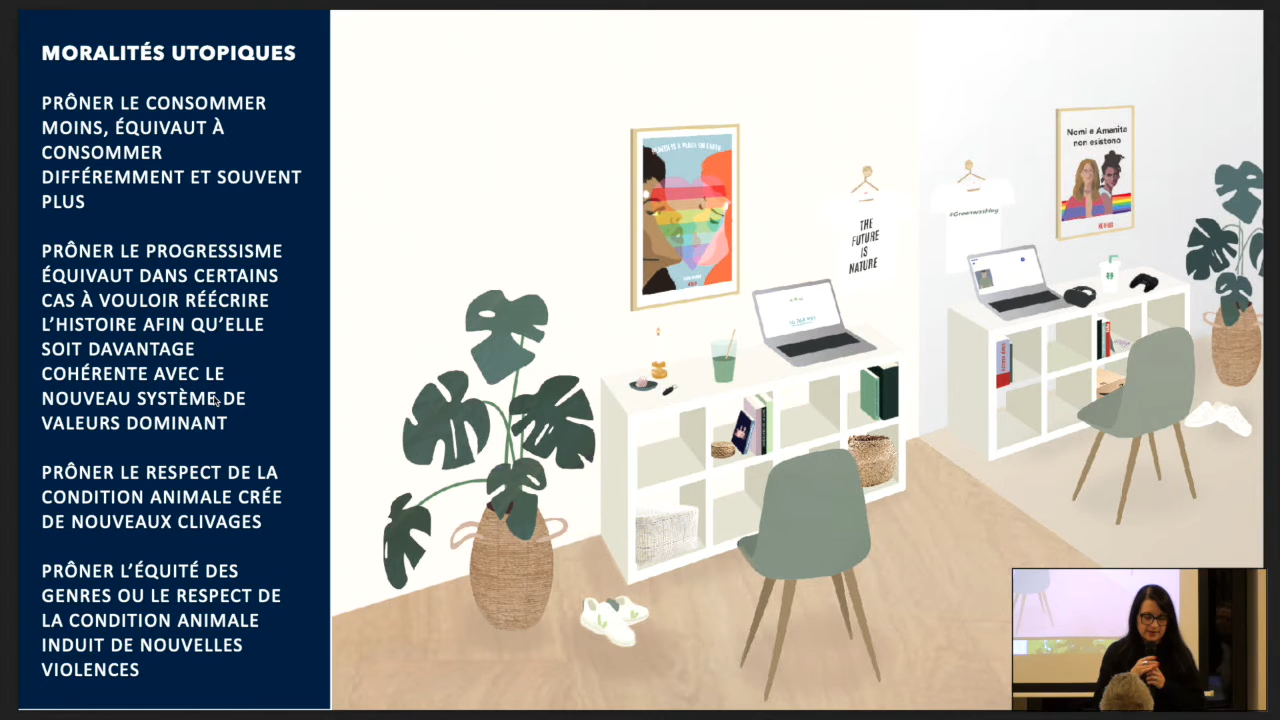 MORALITÉS UTOPIQUES
PRÔNER LE CONSOMMER
MOINS, ÉQUIVAUT À
CONSOMMER
DIFFÉREMMENT ET SOUVENT
PLUS
PRÔNER LE PROGRESSISME
ÉQUIVAUT DANS CERTAINS
CAS À VOULOIR RÉÉCRIRE
L’HISTOIRE AFIN QU’ELLE
SOIT DAVANTAGE
COHÉRENTE AVEC LE
NOUVEAU SYSTÈME DE
VALEURS DOMINANT
PRÔNER LE RESPECT DE LA
CONDITION ANIMALE CRÉE
DE NOUVEAUX CLIVAGES
PRÔNER L’ÉQUITÉ DES
GENRES OU LE RESPECT DE
LA CONDITION ANIMALE
INDUIT DE NOUVELLES
VIOLENCES
THE
FUTURE
IS
NATURE
#Greenwashing
Nomi e Amanita
non esistono